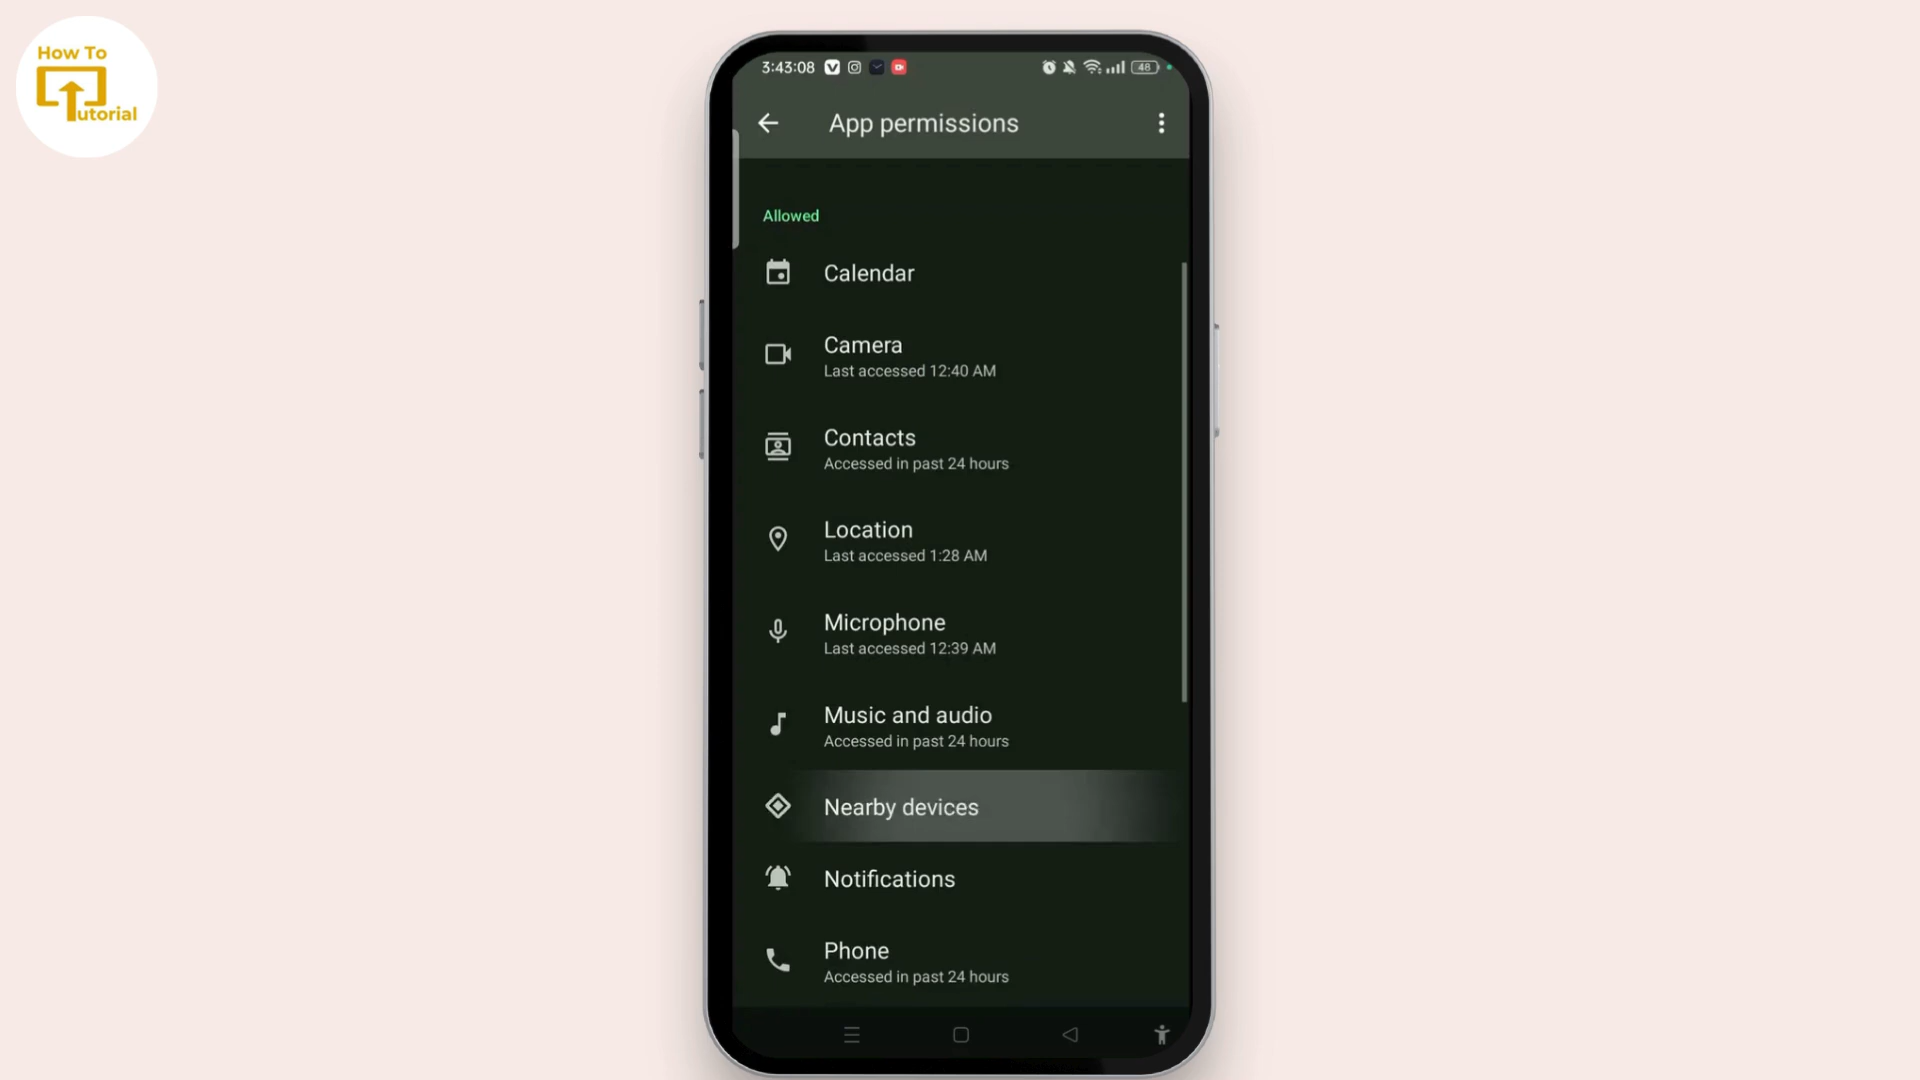 How To
Tutorial
3:43:08
48
App permissions
Allowed
Calendar
Camera
Last accessed 12:40 AM
Contacts
Accessed in past 24 hours
Location
Last accessed 1:28 AM
Microphone
Last accessed 12:39 AM
Music and audio
Accessed in past 24 hours
Nearby devices
Notifications
Phone
Accessed in past 24 hours